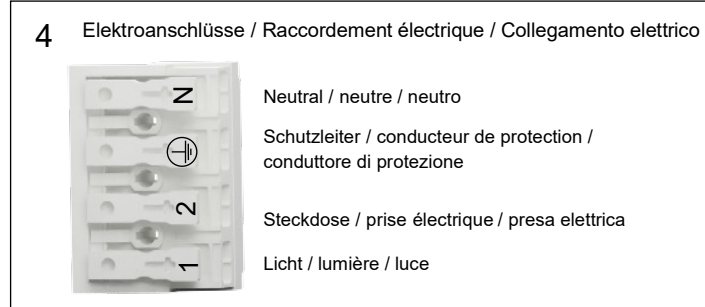 4 Elektroanschlüsse / Raccordement électrique / Collegamento elettrico
N
Neutral / neutre / neutro
Schutzleiter / conducteur de protection /
conduttore di protezione
2
Steckdose / prise électrique / presa elettrica
1
Licht / lumière / luce